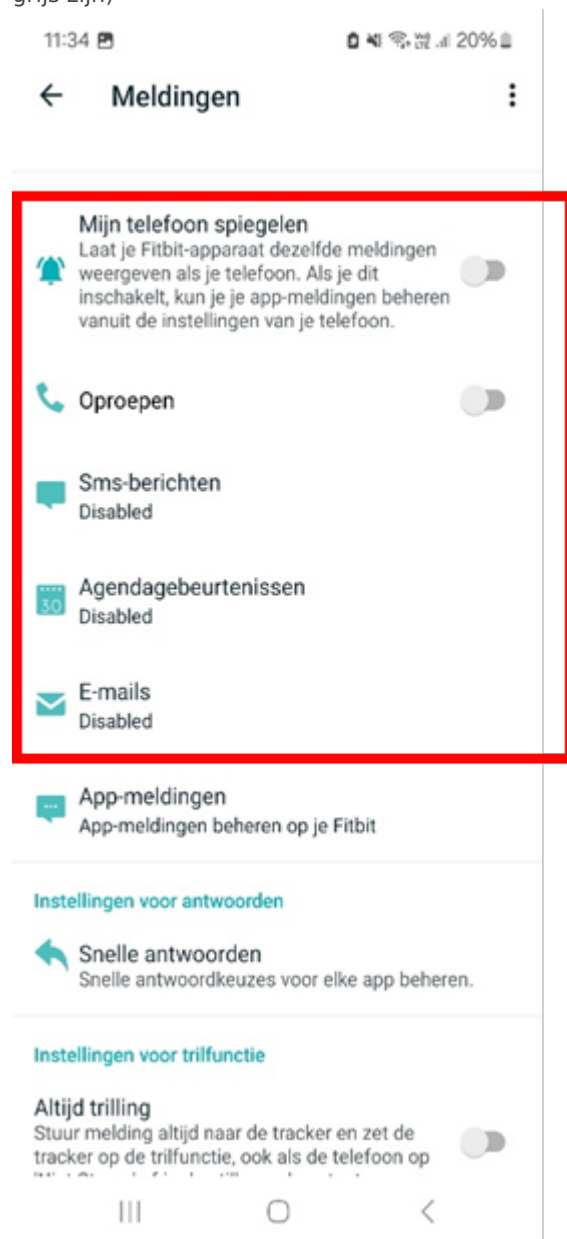 grijs zijn)
11:34 20%
Meldingen
Mijn telefoon spiegelen
Laat je Fitbit-apparaat dezelfde meldingen
weergeven als je telefoon. Als je dit
inschakelt, kun je je app-meldingen beheren
vanuit de instellingen van je telefoon.
Oproepen
Sms-berichten
Disabled
30
Agendagebeurtenissen
Disabled
E-mails
Disabled
App-meldingen
App-meldingen beheren op je Fitbit
Instellingen voor antwoorden
Snelle antwoorden
Snelle antwoordkeuzes voor elke app beheren.
Instellingen voor trilfunctie
Altijd trilling
Stuur melding altijd naar de tracker en zet de
tracker op de trilfunctie, ook als de telefoon op